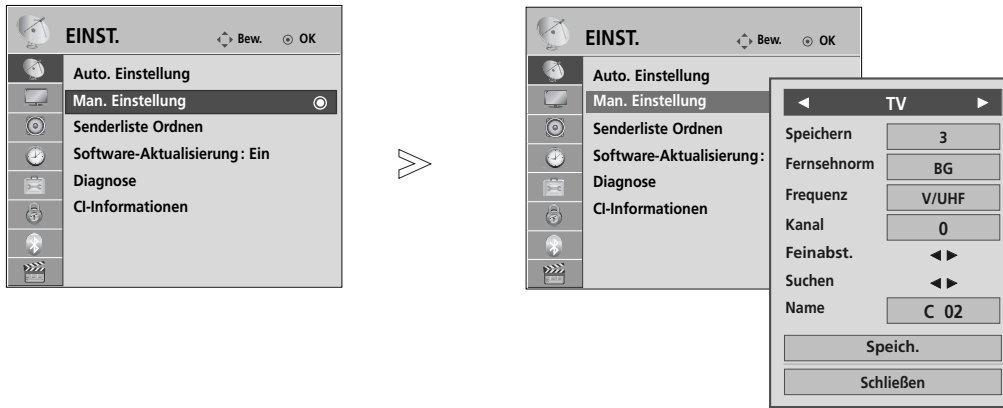 EINST. Bew. OK
Auto. Einstellung
Man. Einstellung
Senderliste Ordnen
Software-Aktualisierung : Ein
Diagnose
CI-Informationen
EINST. Bew. OK
Auto. Einstellung
Man. Einstellung
Senderliste Ordnen
Software-Aktualisierung :
Diagnose
CI-Informationen
TV
Speichern 3
Fernsehnorm BG
Frequenz V/UHF
Kanal 0
Feinabst.
Suchen
Name C 02
Speich.
Schließen